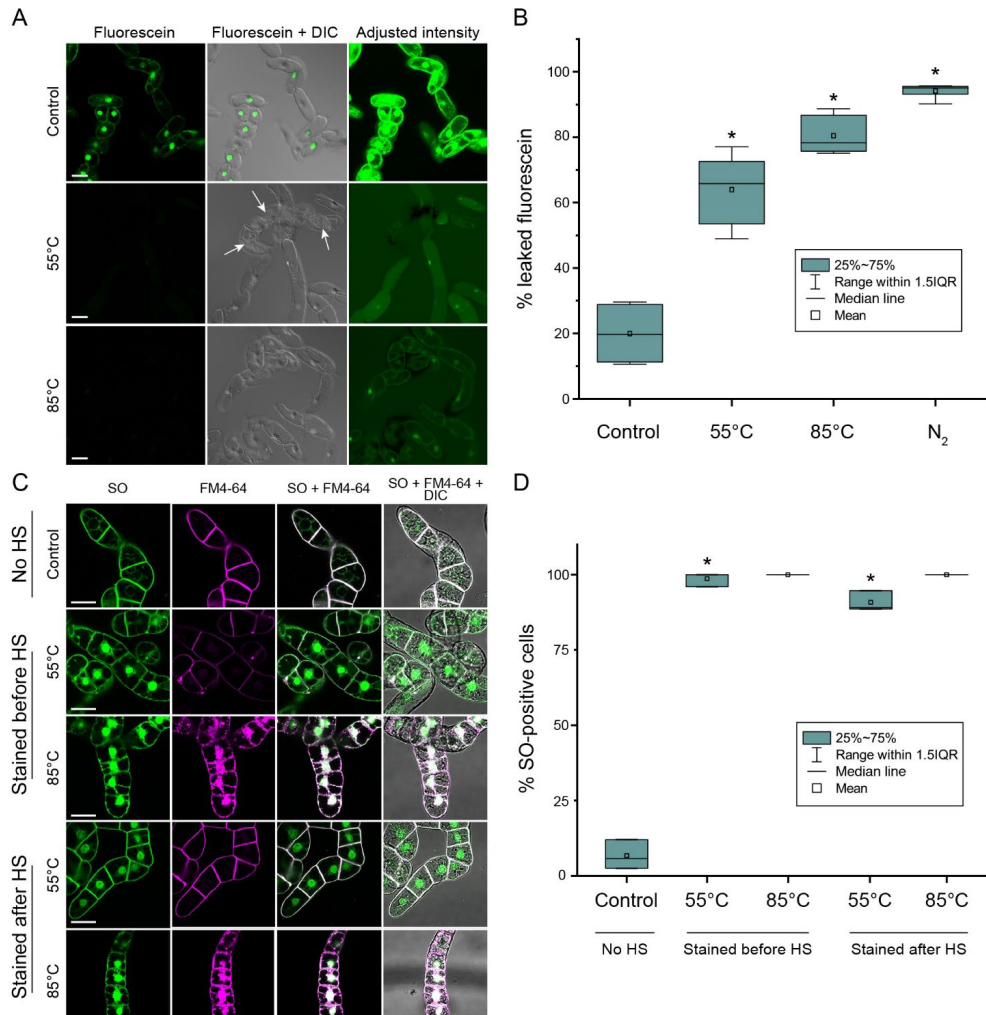 A
Fluorescein
Fluorescein + DIC
Adjusted intensity
Control
55°C
85°C
B
% leaked fluorescein
100
80
60
40
20
0
*
*
*
*
25%~75%
Range within 1.5IQR
Median line
Mean
Control
55°C
85°C
N₂
C
SO
FM4-64
SO + FM4-64
SO + FM4-64 +
DIC
No HS
Control
Stained before HS
55°C
85°C
Stained after HS
55°C
85°C
D
% SO-positive cells
100
75
50
25
0
*
*
25%~75%
Range within 1.5IQR
Median line
Mean
Control
55°C
85°C
55°C
85°C
No HS
Stained before HS
Stained after HS